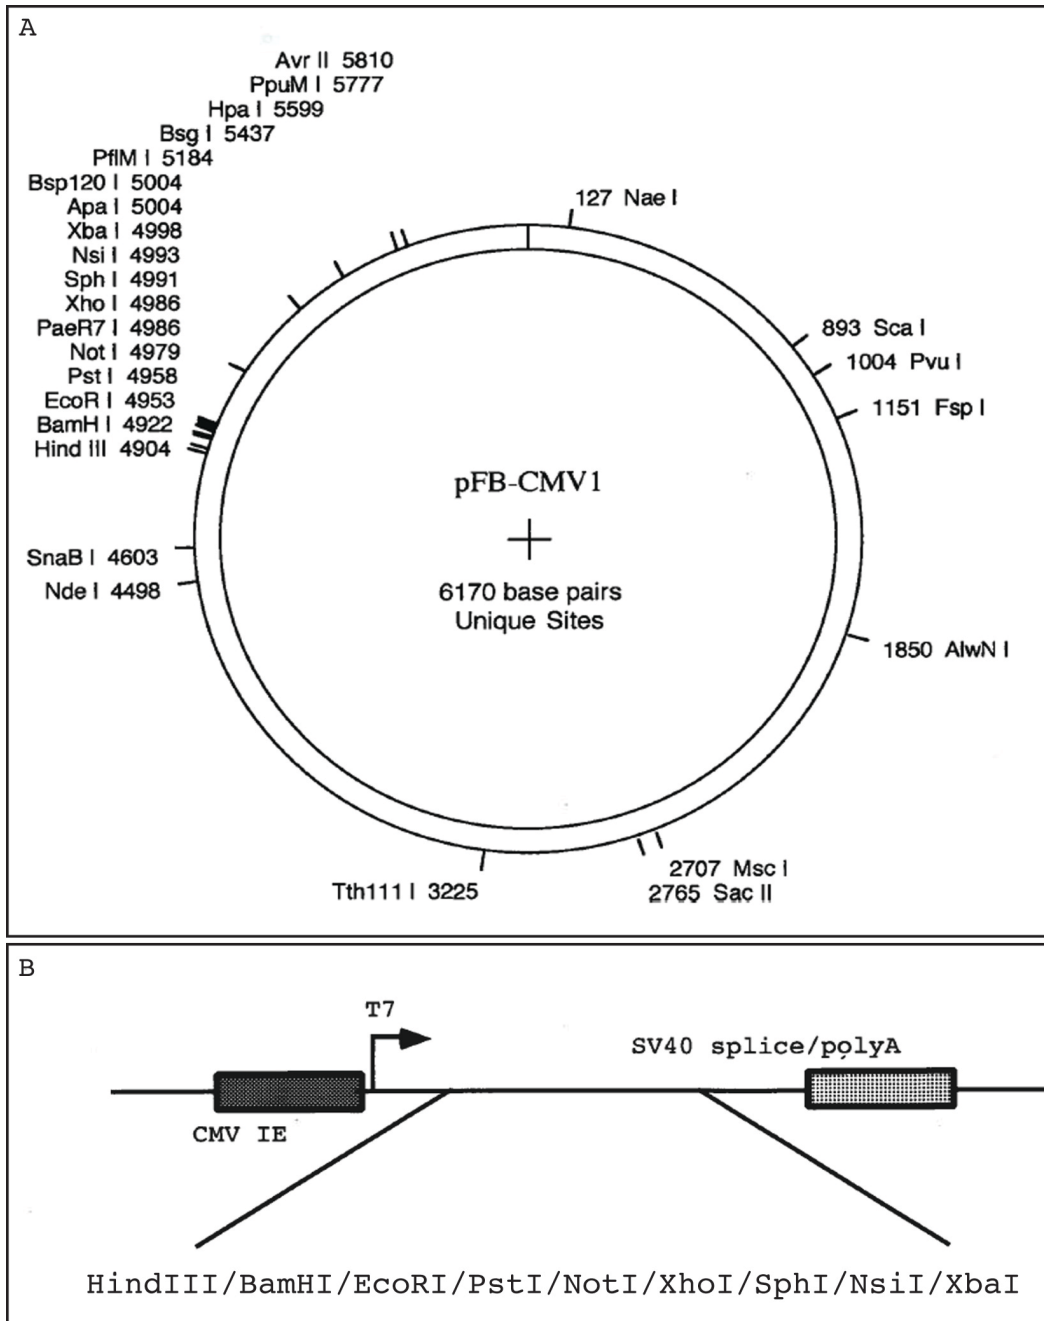 A
Avr II 5810
PpuM I 5777
Hpa I 5599
Bsg I 5437
PflM I 5184
Bsp120 I 5004
Apa I 5004
Xba I 4998
Nsi I 4993
Sph I 4991
Xho I 4986
PaeR7 I 4986
Not I 4979
Pst I 4958
EcoR I 4953
BamH I 4922
Hind III 4904
SnaB I 4603
Nde I 4498
127 Nae I
893 Sca I
1004 Pvu I
1151 Fsp I
1850 AlwN I
2707 Msc I
2765 Sac II
Tth111 I 3225
pFB-CMV1
6170 base pairs
Unique Sites
B
T7
SV40 splice/polyA
CMV IE
HindIII/BamHI/EcoRI/PstI/NotI/XhoI/SphI/NsiI/XbaI